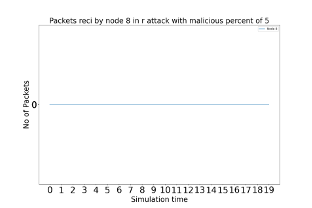 Packets reci by node 8 in r attack with malicious percent of 5
Node 8
No of Packets
0
0 1 2 3 4 5 6 7 8 9 10 11 12 13 14 15 16 17 18 19
Simulation time